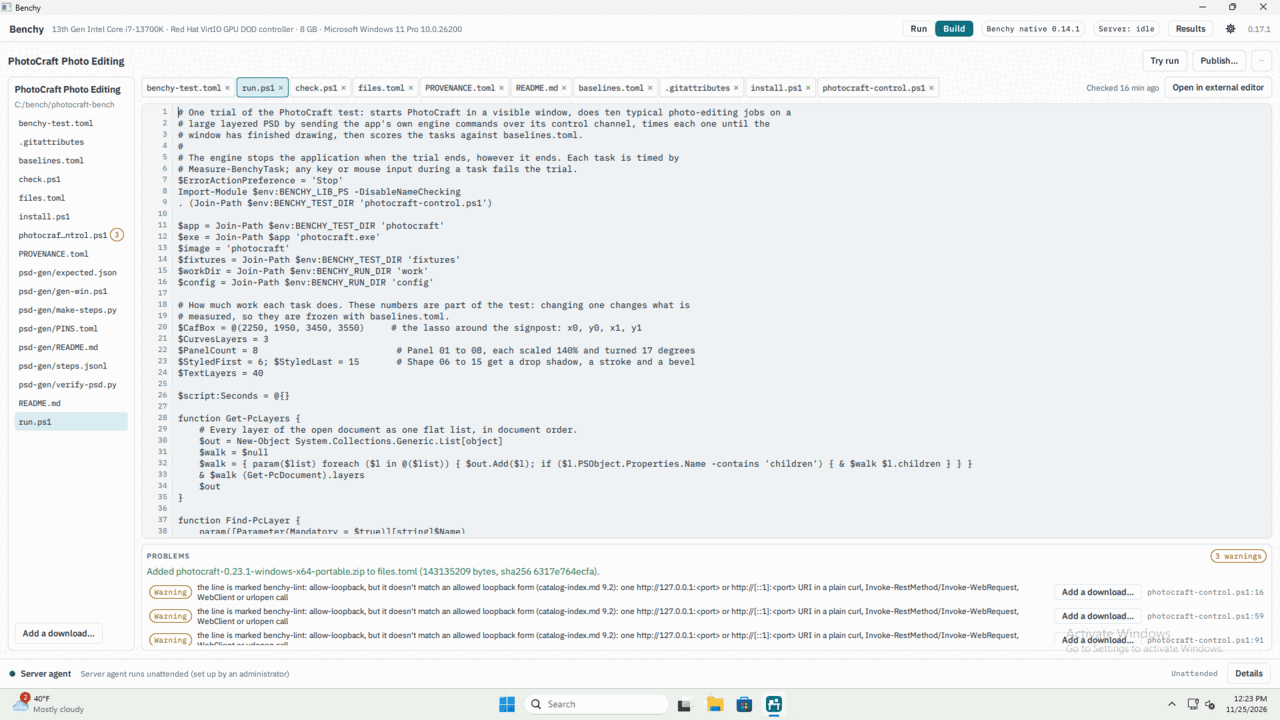 Benchy
Benchy 13th Gen Intel Core i7-13700K · Red Hat VirtIO GPU DOD controller · 8 GB · Microsoft Windows 11 Pro 10.0.26200
Run Build Benchy native 0.14.1 Server: idle Results 0.17.1
PhotoCraft Photo Editing
Try run Publish...
PhotoCraft Photo Editing
C:/bench/photocraft-bench
benchy-test.toml
.gitattributes
baselines.toml
check.ps1
files.toml
install.ps1
photocraf…ntrol.ps1 3
PROVENANCE.toml
psd-gen/expected.json
psd-gen/gen-win.ps1
psd-gen/make-steps.py
psd-gen/PINS.toml
psd-gen/README.md
psd-gen/steps.jsonl
psd-gen/verify-psd.py
README.md
run.ps1
Add a download...
benchy-test.toml × run.ps1 × check.ps1 × files.toml × PROVENANCE.toml × README.md × baselines.toml × .gitattributes × install.ps1 × photocraft-control.ps1 ×
Checked 16 min ago Open in external editor
1 # One trial of the PhotoCraft test: starts PhotoCraft in a visible window, does ten typical photo-editing jobs on a
2 # large layered PSD by sending the app's own engine commands over its control channel, times each one until the
3 # window has finished drawing, then scores the tasks against baselines.toml.
4 #
5 # The engine stops the application when the trial ends, however it ends. Each task is timed by
6 # Measure-BenchyTask; any key or mouse input during a task fails the trial.
7 $ErrorActionPreference = 'Stop'
8 Import-Module $env:BENCHY_LIB_PS -DisableNameChecking
9 . (Join-Path $env:BENCHY_TEST_DIR 'photocraft-control.ps1')
10
11 $app = Join-Path $env:BENCHY_TEST_DIR 'photocraft'
12 $exe = Join-Path $app 'photocraft.exe'
13 $image = 'photocraft'
14 $fixtures = Join-Path $env:BENCHY_TEST_DIR 'fixtures'
15 $workDir = Join-Path $env:BENCHY_RUN_DIR 'work'
16 $config = Join-Path $env:BENCHY_RUN_DIR 'config'
17
18 # How much work each task does. These numbers are part of the test: changing one changes what is
19 # measured, so they are frozen with baselines.toml.
20 $CafBox = @(2250, 1950, 3450, 3550) # the lasso around the signpost: x0, y0, x1, y1
21 $CurvesLayers = 3
22 $PanelCount = 8 # Panel 01 to 08, each scaled 140% and turned 17 degrees
23 $StyledFirst = 6; $StyledLast = 15 # Shape 06 to 15 get a drop shadow, a stroke and a bevel
24 $TextLayers = 40
25
26 $script:Seconds = @{}
27
28 function Get-PcLayers {
29 # Every layer of the open document as one flat list, in document order.
30 $out = New-Object System.Collections.Generic.List[object]
31 $walk = $null
32 $walk = { param($list) foreach ($l in @($list)) { $out.Add($l); if ($l.PSObject.Properties.Name -contains 'children') { & $walk $l.children } } }
33 & $walk (Get-PcDocument).layers
34 $out
35 }
36
37 function Find-PcLayer {
38 param([Parameter(Mandatory = $true)][string]$Name)
PROBLEMS 3 warnings
Added photocraft-0.23.1-windows-x64-portable.zip to files.toml (143135209 bytes, sha256 6317e764ecfa).
Warning the line is marked benchy-lint: allow-loopback, but it doesn't match an allowed loopback form (catalog-index.md 9.2): one http://127.0.0.1:<port> or http://[::1]:<port> URI in a plain curl, Invoke-RestMethod/Invoke-WebRequest,
WebClient or urlopen call
Add a download... photocraft-control.ps1:16
Warning the line is marked benchy-lint: allow-loopback, but it doesn't match an allowed loopback form (catalog-index.md 9.2): one http://127.0.0.1:<port> or http://[::1]:<port> URI in a plain curl, Invoke-RestMethod/Invoke-WebRequest,
WebClient or urlopen call
Add a download... photocraft-control.ps1:59
Warning the line is marked benchy-lint: allow-loopback, but it doesn't match an allowed loopback form (catalog-index.md 9.2): one http://127.0.0.1:<port> or http://[::1]:<port> URI in a plain curl, Invoke-RestMethod/Invoke-WebRequest,
WebClient or urlopen call
Add a download... photocraft-control.ps1:91
Activate Windows
Go to Settings to activate Windows.
Server agent Server agent runs unattended (set up by an administrator)
Unattended Details
2
40°F
Mostly cloudy
Search
12:23 PM
11/25/2026